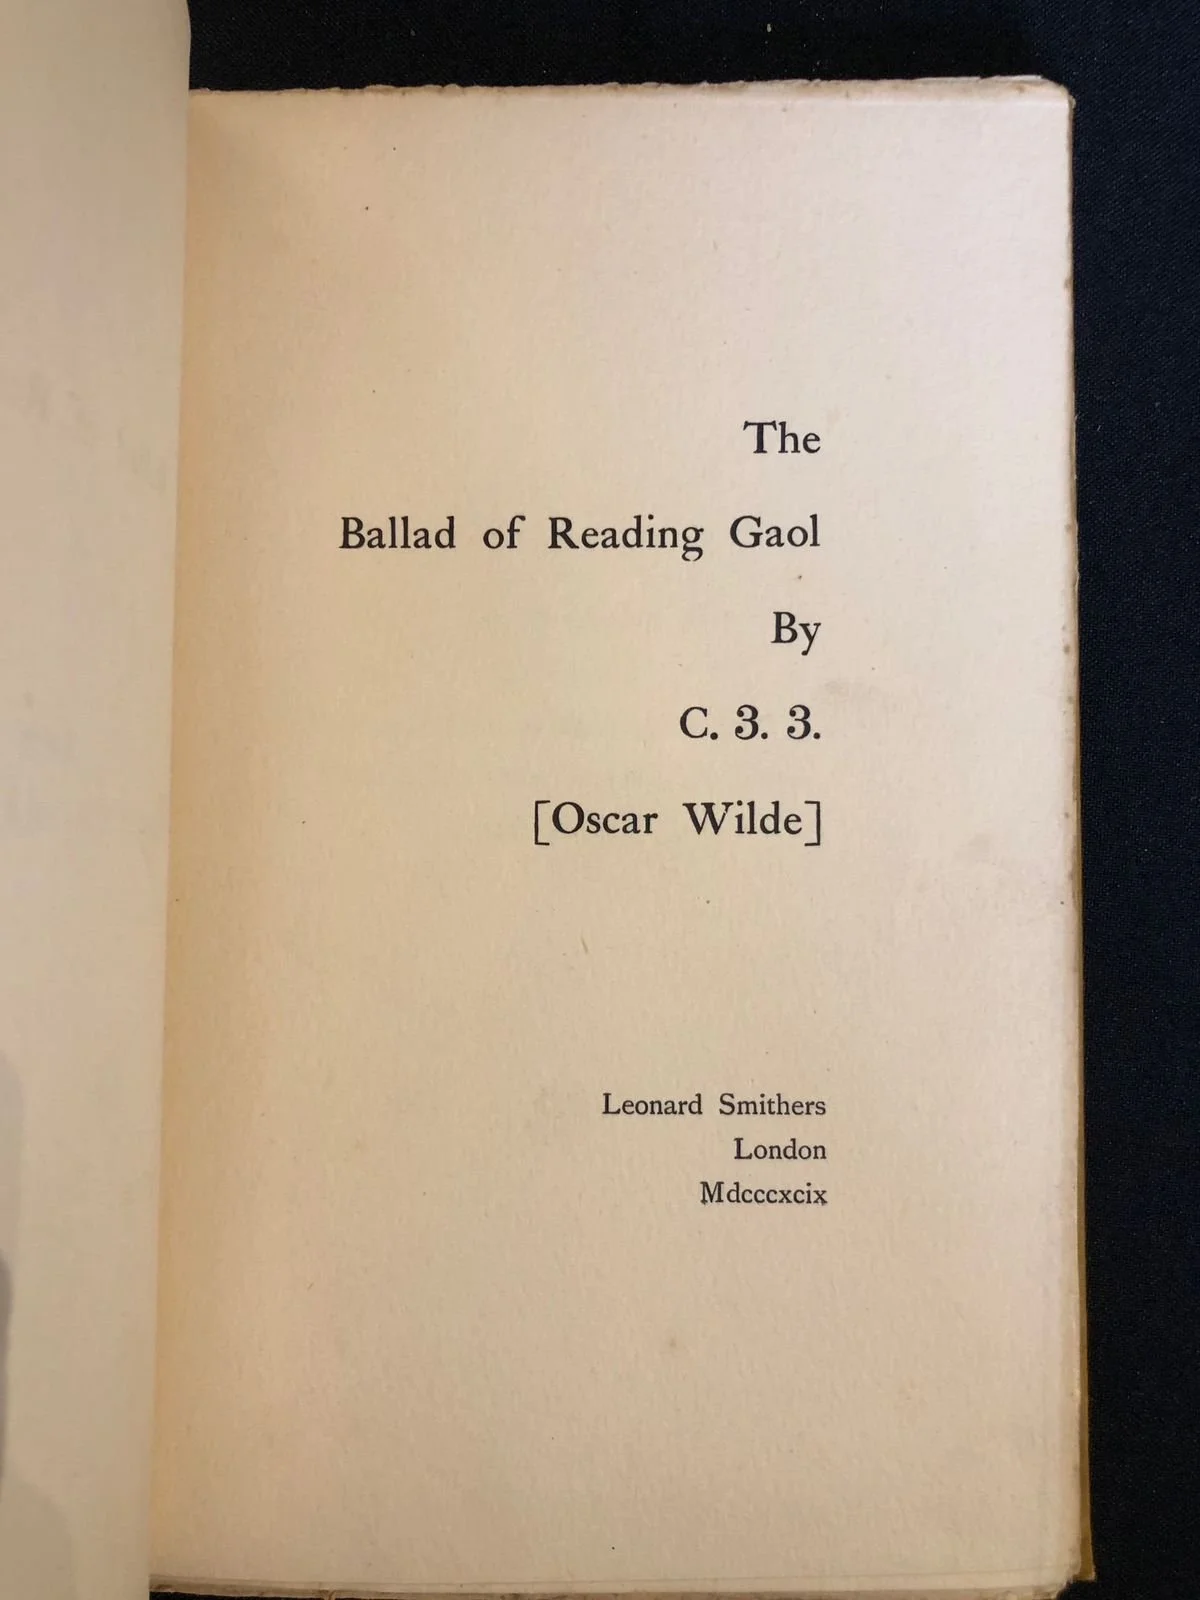 The
Ballad of Reading Gaol
By
C. 3. 3.
[Oscar Wilde]
Leonard Smithers
London
Mdcccxcix